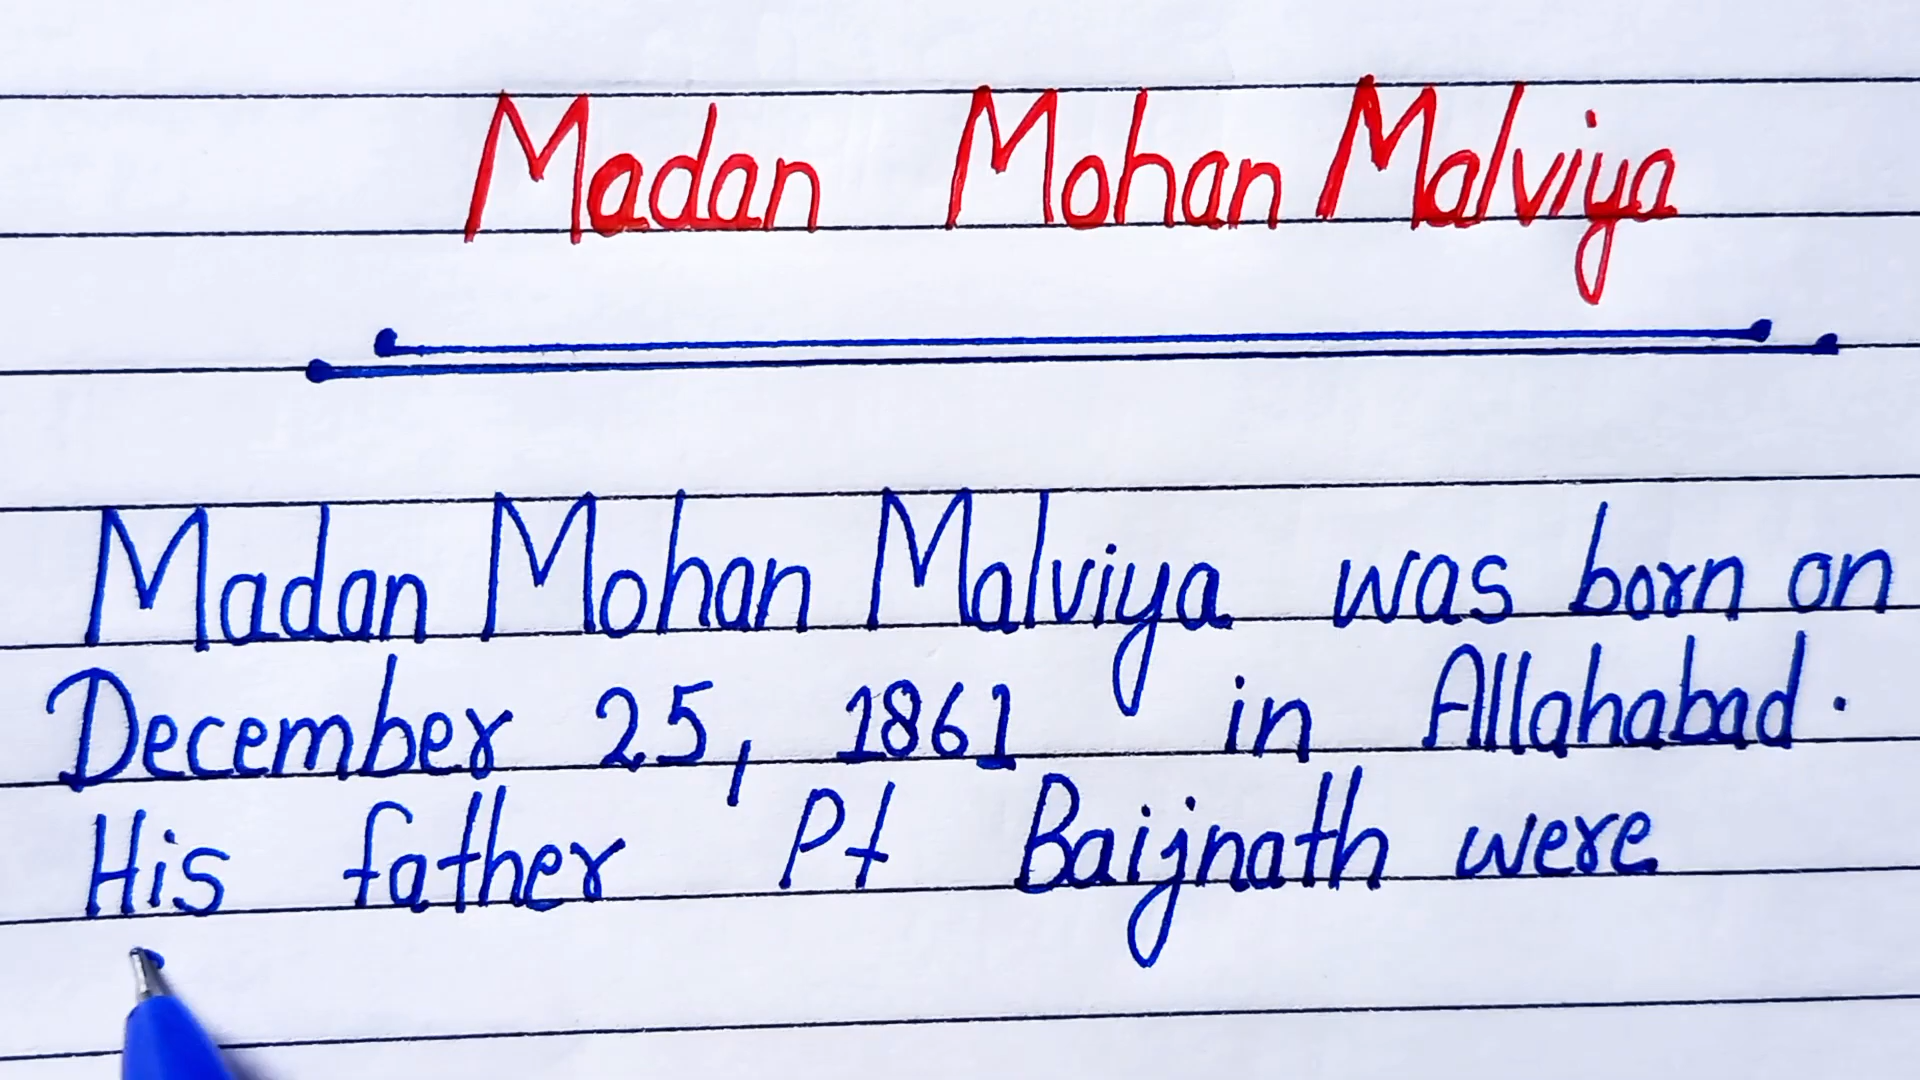 Madan Mohan Malviya
Madan Mohan Malviya was born on
December 25, 1861 in Allahabad.
His father Pt Baijnath were